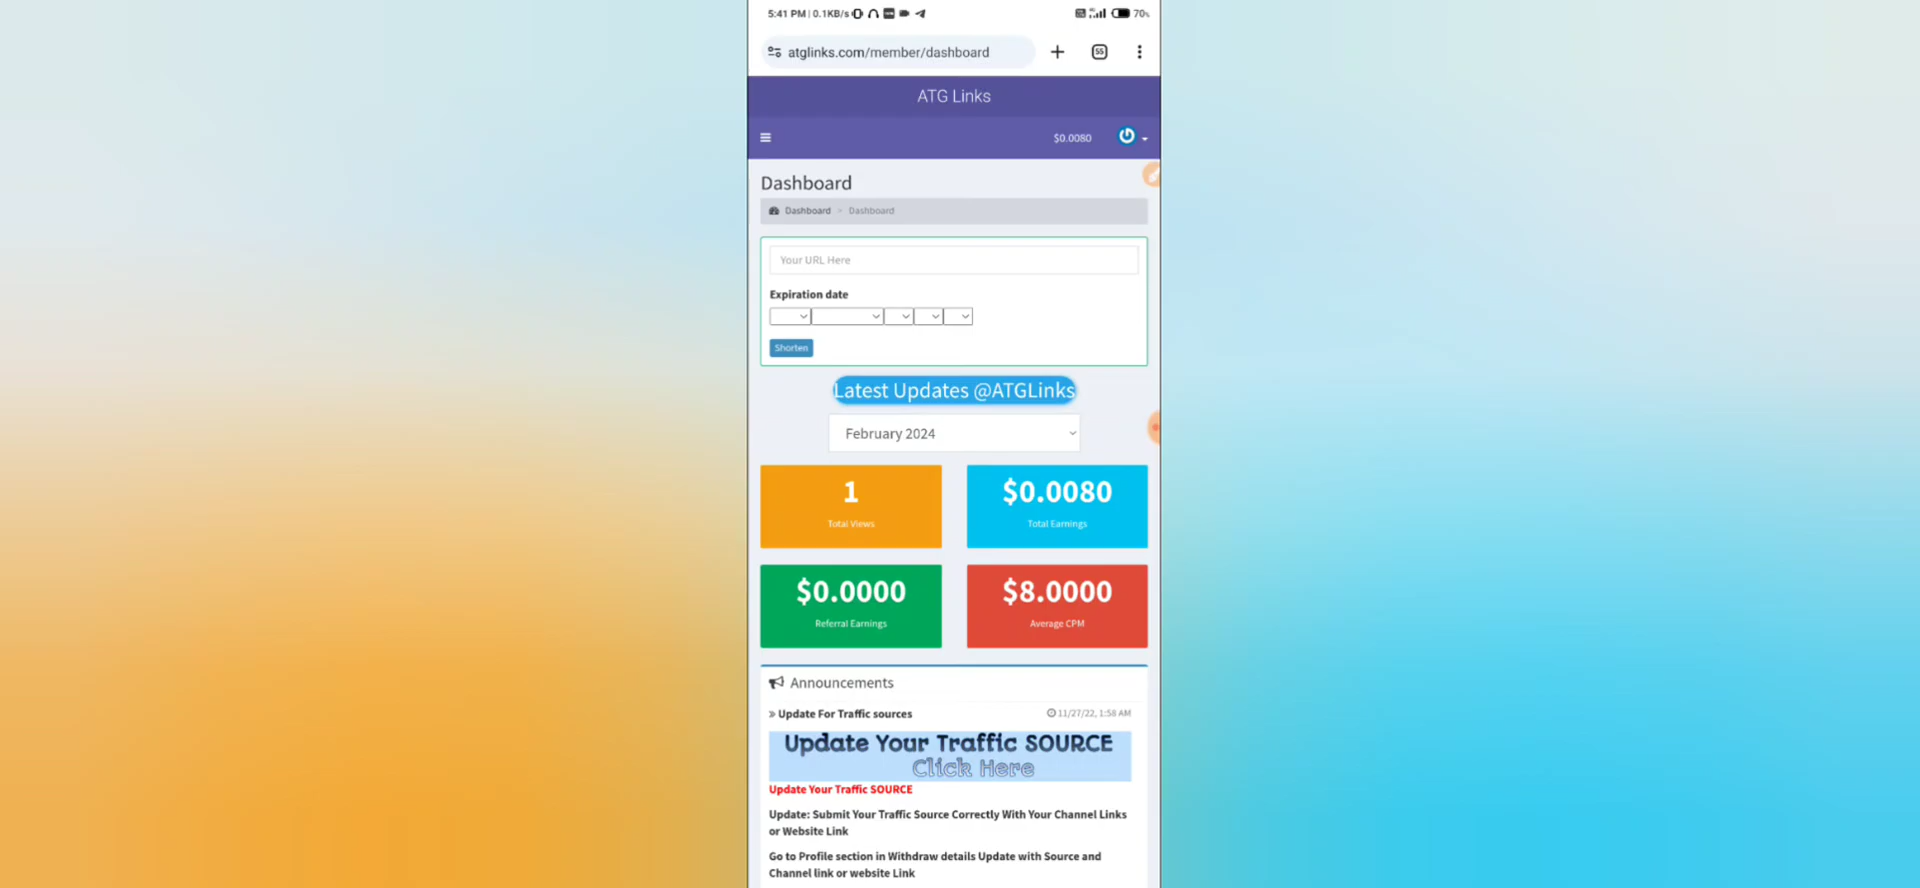 5:41 PM | 0.1KB/s
70%
atglinks.com/member/dashboard
55
ATG Links
$0.0080
Dashboard
Dashboard > Dashboard
Your URL Here
Expiration date
Shorten
Latest Updates @ATGLinks
February 2024
1
Total Views
$0.0080
Total Earnings
$0.0000
Referral Earnings
$8.0000
Average CPM
Announcements
» Update For Traffic sources
11/27/22, 1:58 AM
Update Your Traffic SOURCE
Click Here
Update Your Traffic SOURCE
Update: Submit Your Traffic Source Correctly With Your Channel Links
or Website Link
Go to Profile section in Withdraw details Update with Source and
Channel link or website Link